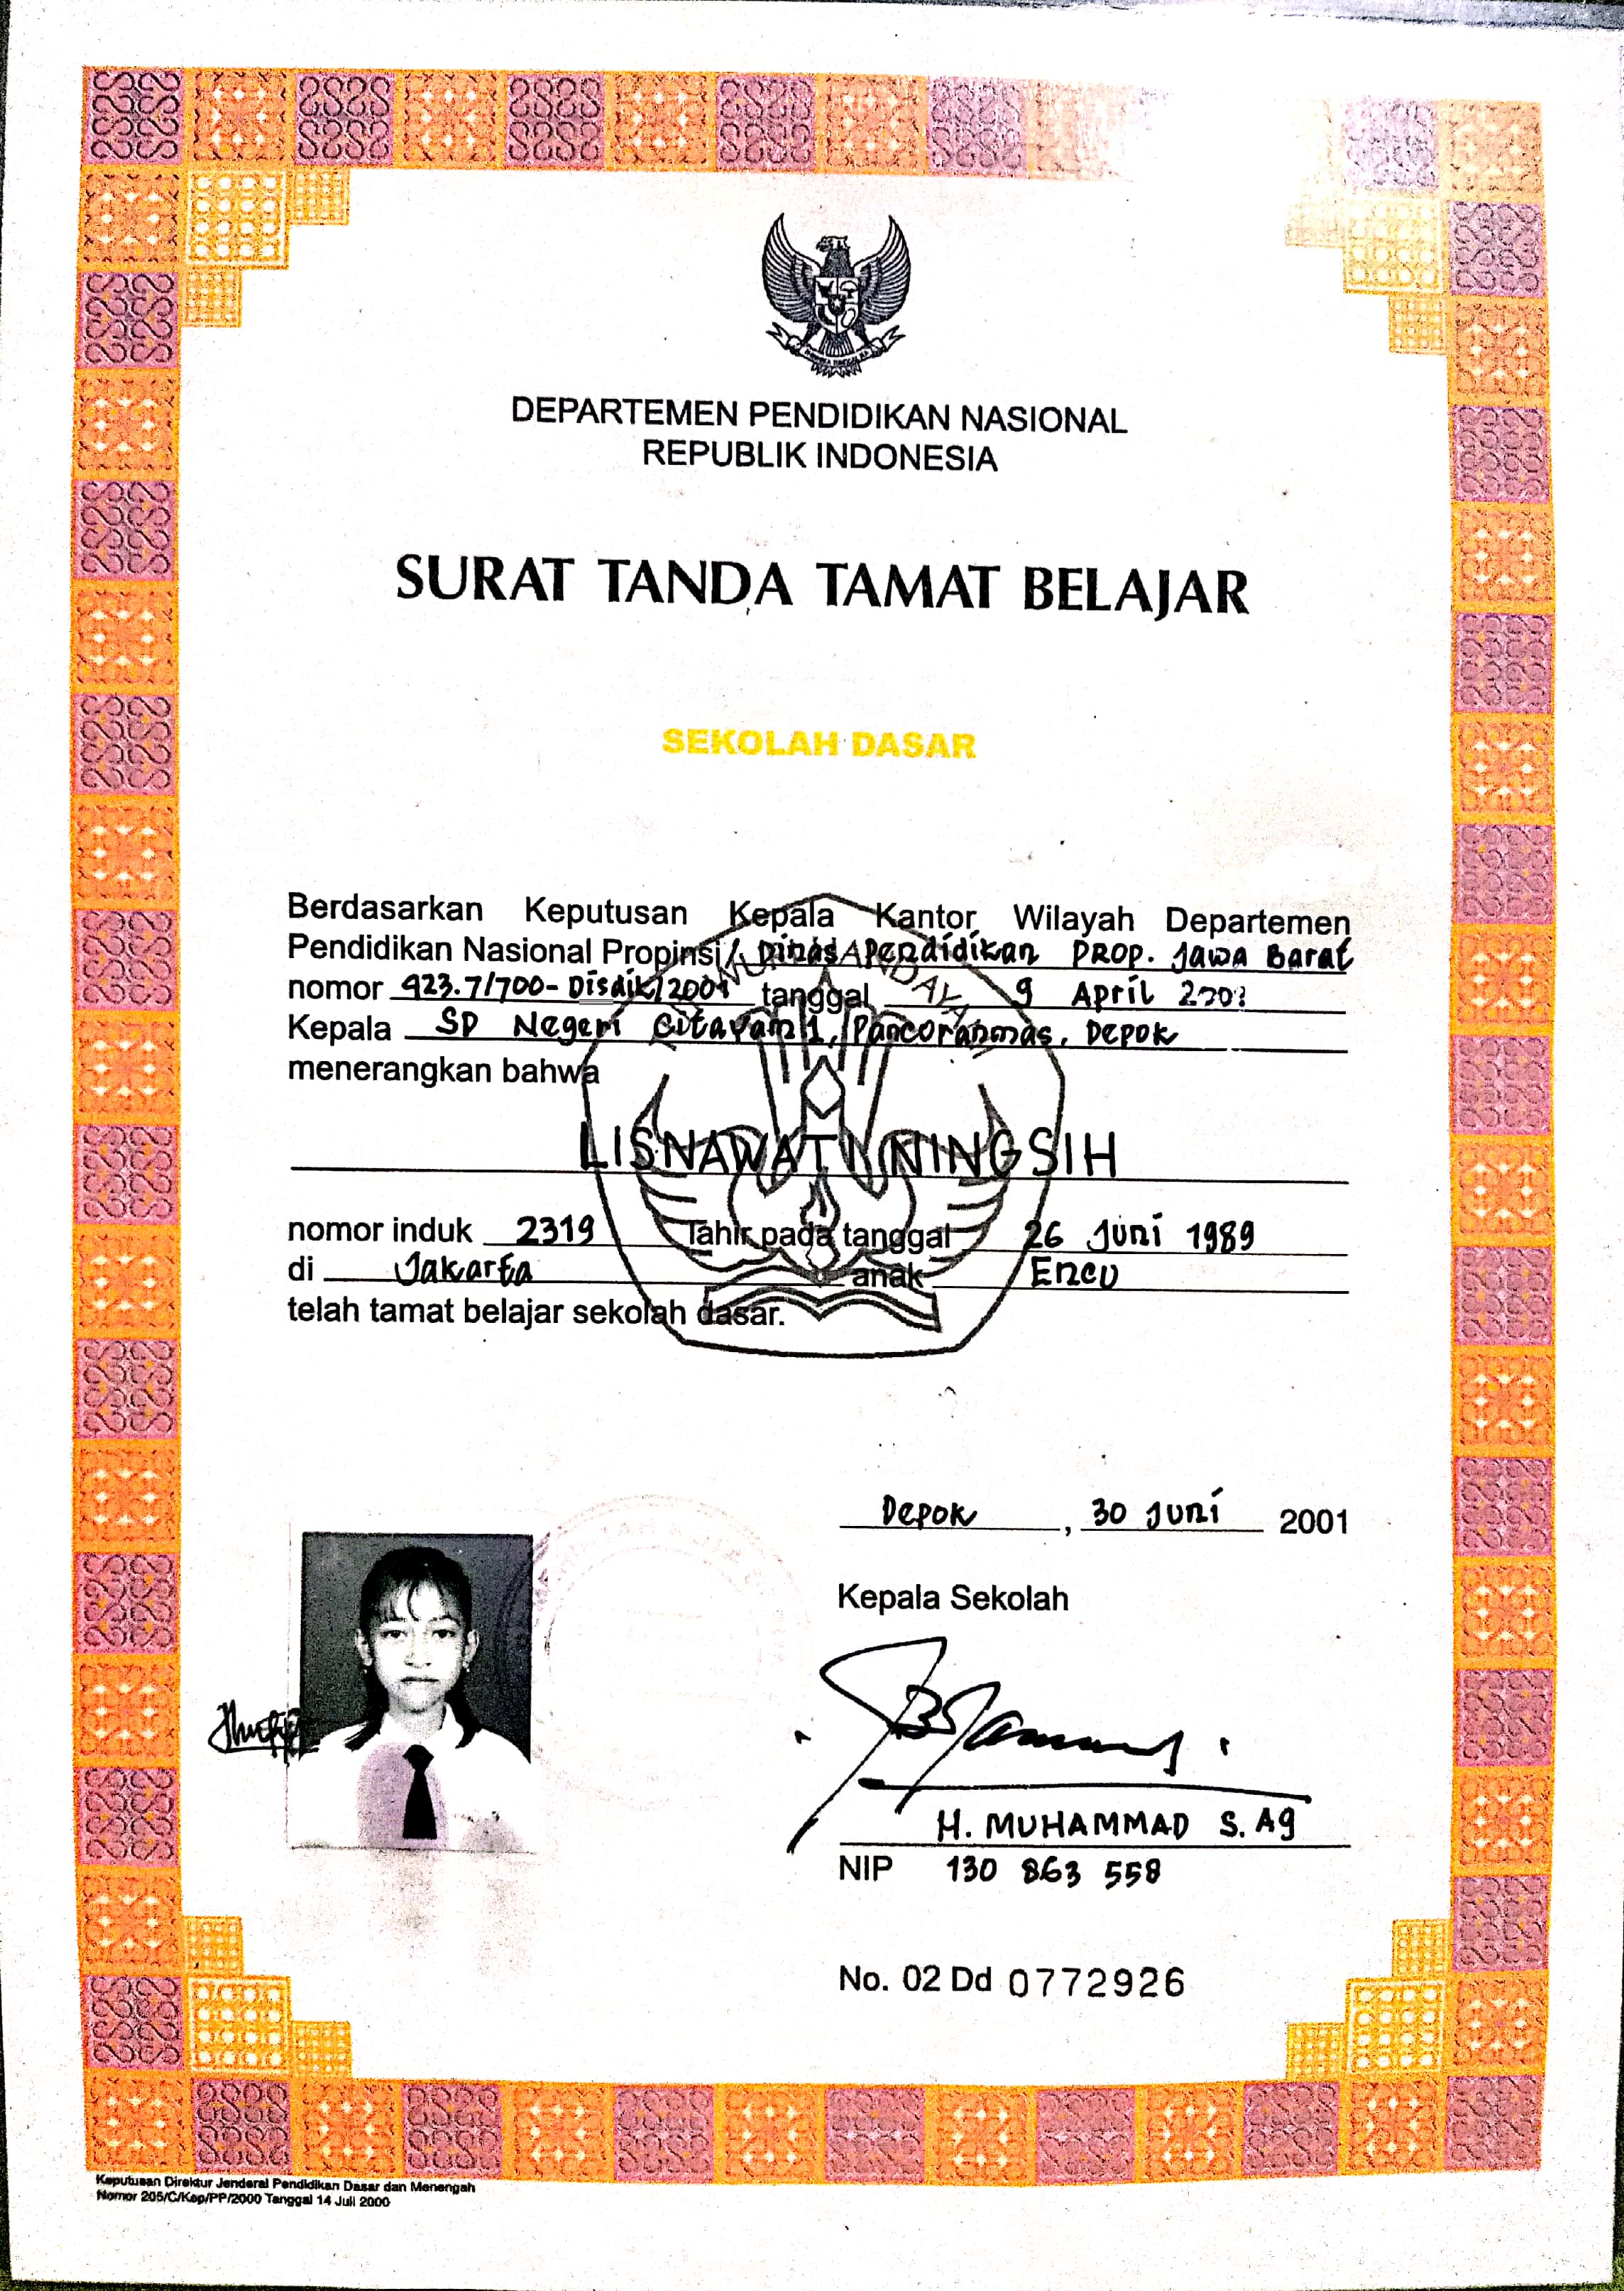 DEPARTEMEN PENDIDIKAN NASIONAL
REPUBLIK INDONESIA
SURAT TANDA TAMAT BELAJAR
SEKOLAH DASAR
Berdasarkan Keputusan Kepala Kantor Wilayah Departemen
Pendidikan Nasional Propinsi / Dinas Pendidikan PROP. Jawa Barat
nomor 423.7/700-Disdik/2001 tanggal 9 April
Kepala SD Negeri Citayam 1, Pancoranmas, Depok
menerangkan bahwa
LISNAWATI NINGSIH
nomor induk 2319 lahir pada tanggal 26 Juni 1989
di Jakarta anak Encu
telah tamat belajar sekolah dasar.
Depok, 30 Juni 2001
Kepala Sekolah
H. MUHAMMAD S. Ag
NIP 130 863 558
No. 02 Dd 0772926
Keputusan Direktur Jenderal Pendidikan Dasar dan Menengah
Nomor 205/C/Kep/PP/2000 Tanggal 14 Juli 2000